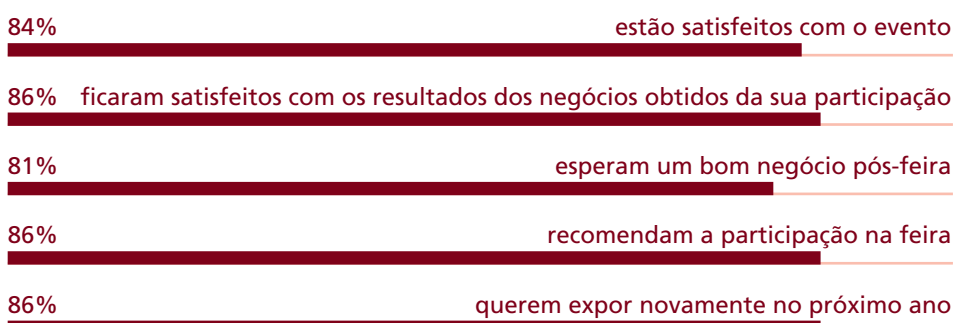 84% estão satisfeitos com o evento
86% ficaram satisfeitos com os resultados dos negócios obtidos da sua participação
81% esperam um bom negócio pós-feira
86% recomendam a participação na feira
86% querem expor novamente no próximo ano